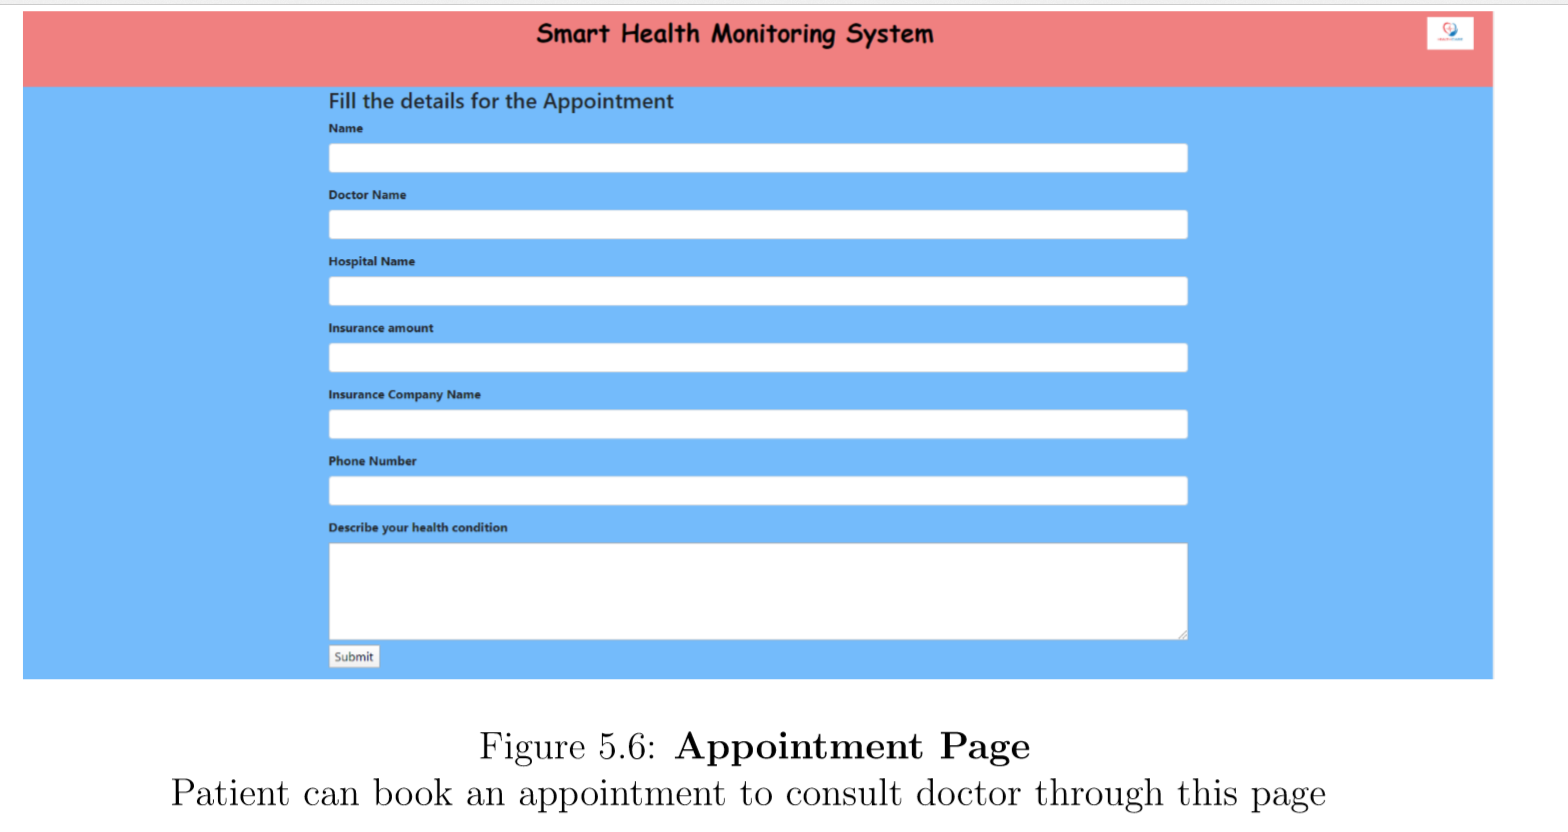 Smart Health Monitoring System
Fill the details for the Appointment
Name
Doctor Name
Hospital Name
Insurance amount
Insurance Company Name
Phone Number
Describe your health condition
Submit
Figure 5.6: Appointment Page
Patient can book an appointment to consult doctor through this page